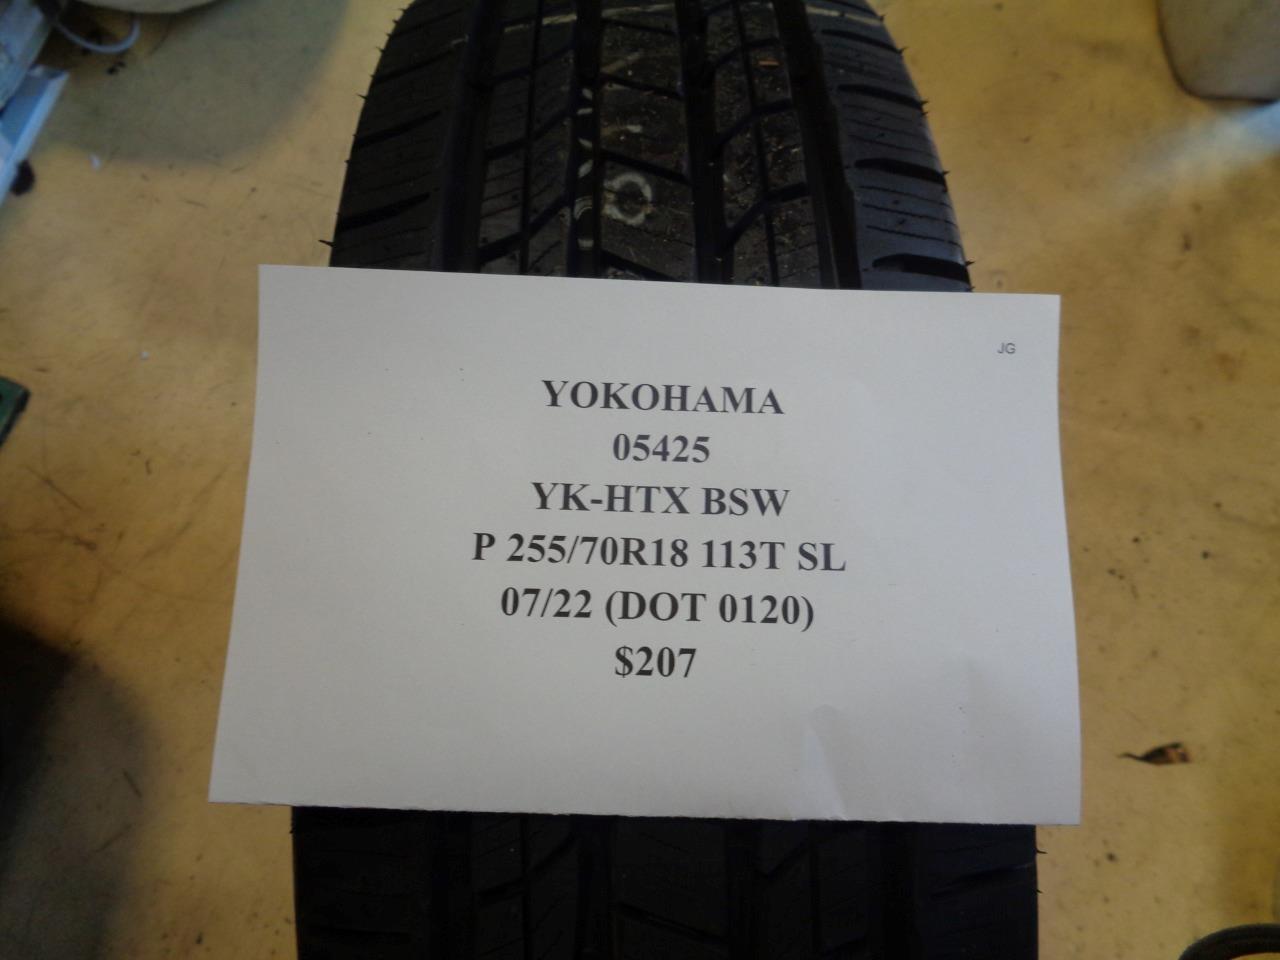 JG
YOKOHAMA
05425
YK-HTX BSW
P 255/70R18 113T SL
07/22 (DOT 0120)
$207